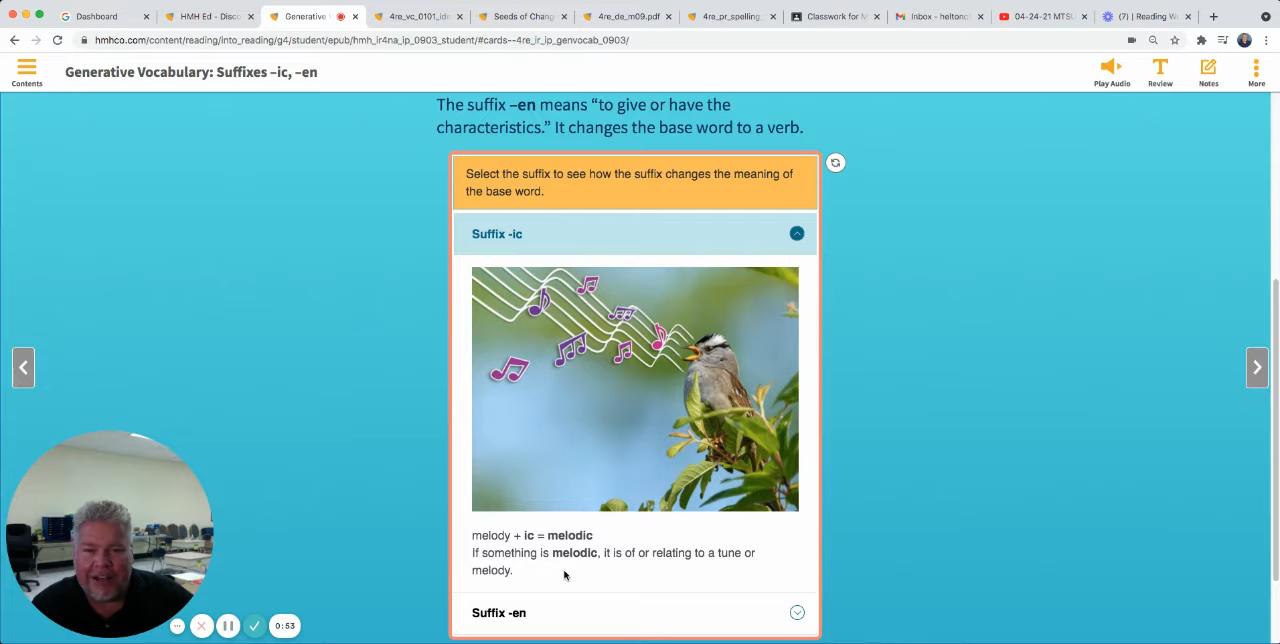 Dashboard
HMH Ed - Disco
Generative
4re_vc_0101_id
Seeds of Chang
4re_de_m09.pdf
4re_pr_spelling_
Classwork for M
Inbox - heltonc
04-24-21 MTSU
(7) | Reading W
hmhco.com/content/reading/into_reading/g4/student/epub/hmh_ir4na_ip_0903_student/#cards--4re_ir_ip_genvocab_0903/
Contents
Generative Vocabulary: Suffixes –ic, –en
Play Audio
Review
Notes
More
The suffix –en means “to give or have the
characteristics.” It changes the base word to a verb.
Select the suffix to see how the suffix changes the meaning of
the base word.
Suffix -ic
melody + ic = melodic
If something is melodic, it is of or relating to a tune or
melody.
Suffix -en
0:53